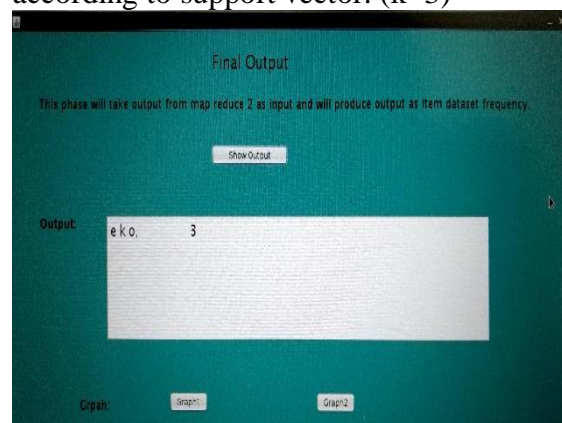 according to support vector. (k=3)
Final Output
This phase will take output from map reduce 2 as input and will produce output as Item dataset frequency.
Show Output
Output:
e k o, 3
Crpah:
Graph1
Graph2